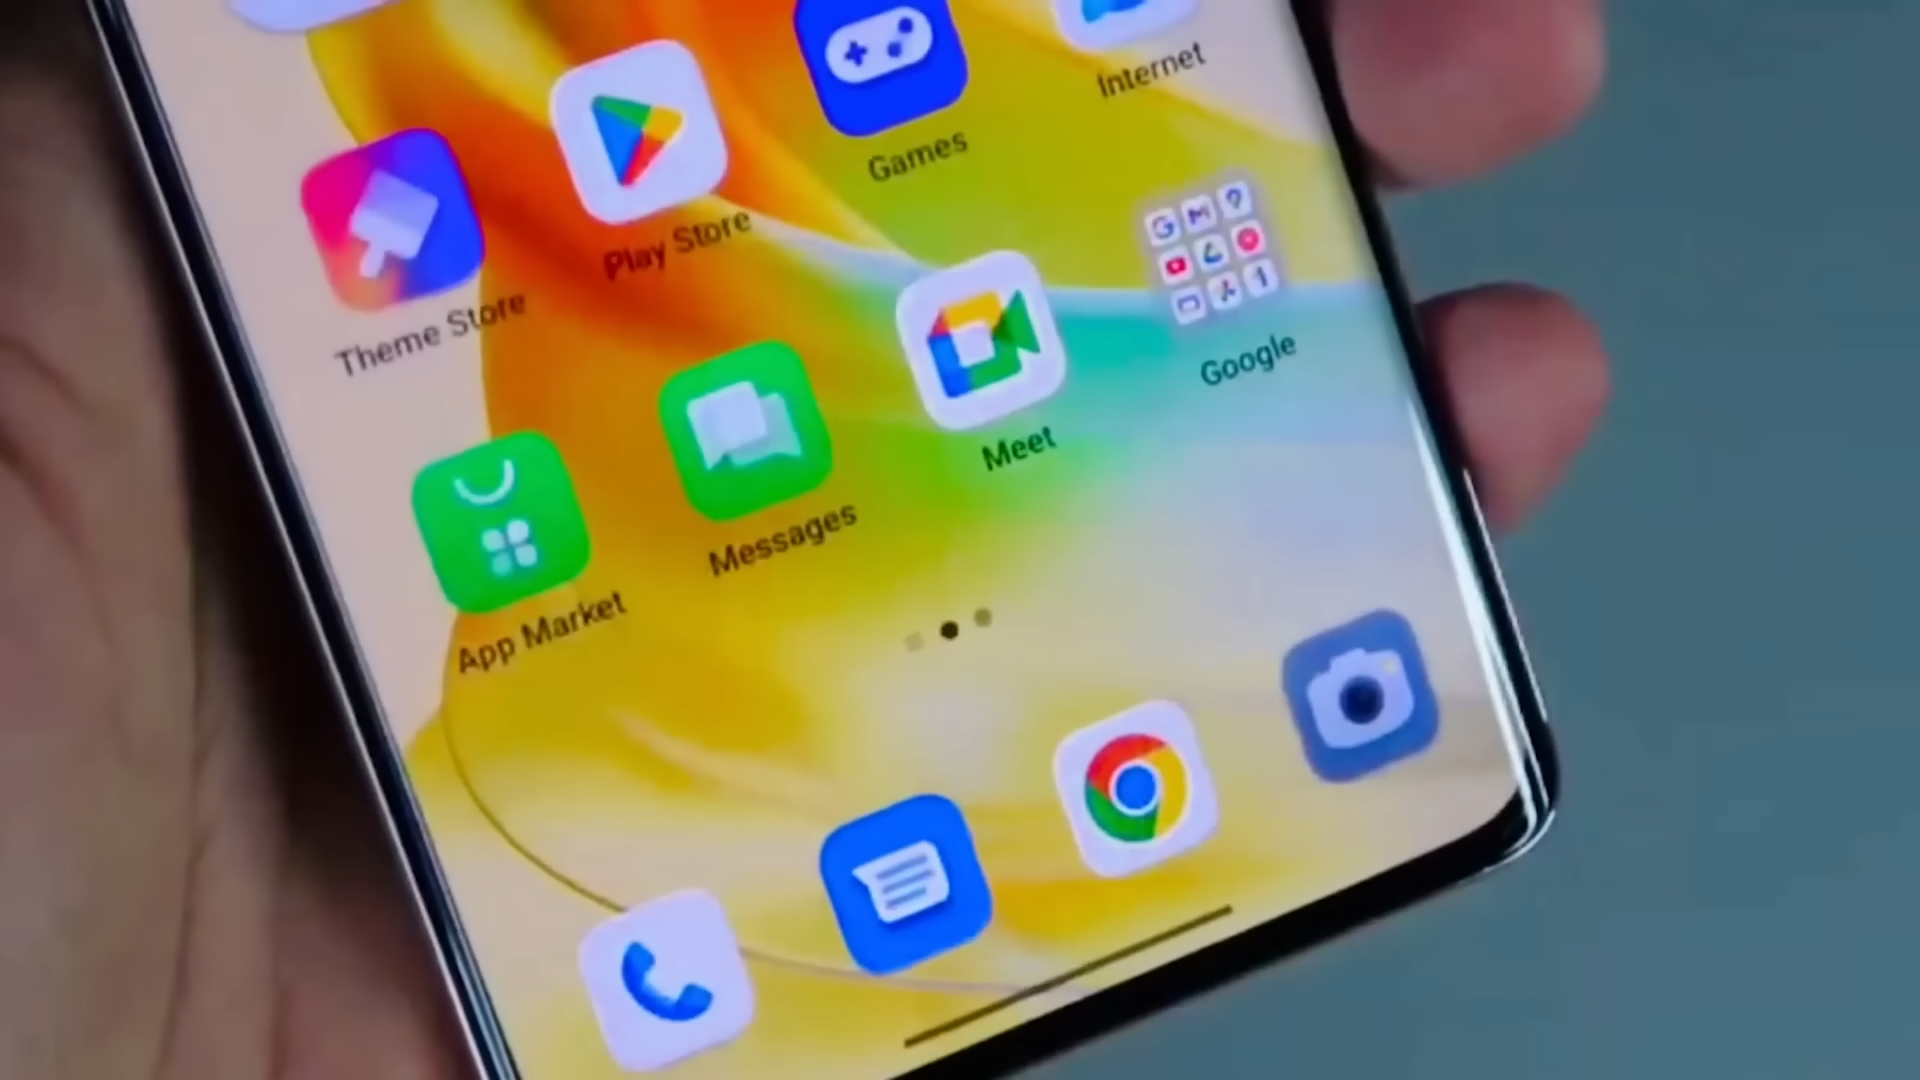 Internet
Games
Play Store
Theme Store
Google
Meet
Messages
App Market